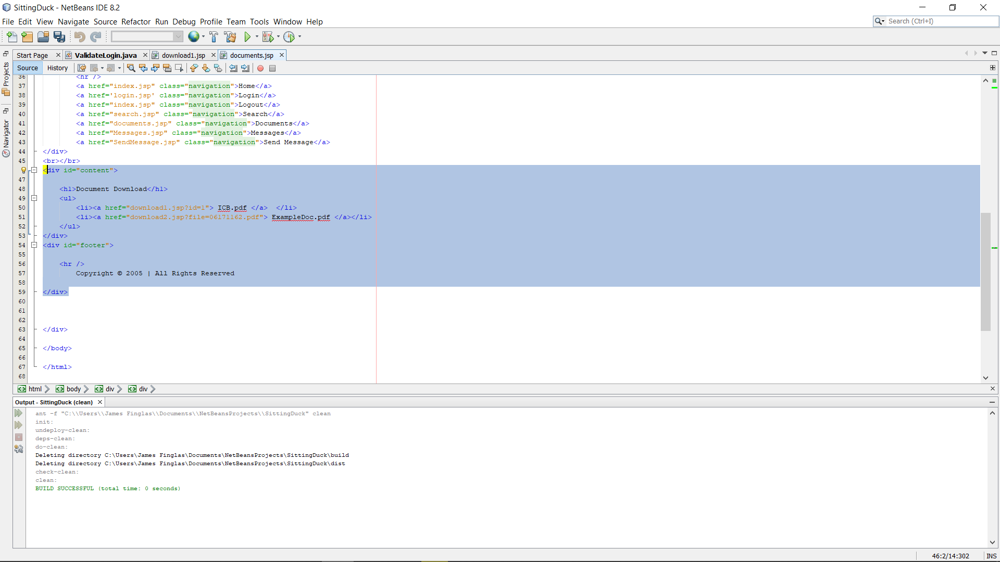 SittingDuck - NetBeans IDE 8.2
File Edit View Navigate Source Refactor Run Debug Profile Team Tools Window Help
Search (Ctrl+I)
Start Page ValidateLogin.java download1.jsp documents.jsp
Source History
Projects
Navigator
36 <hr />
37 <a href="index.jsp" class="navigation">Home</a>
38 <a href='login.jsp' class="navigation">Login</a>
39 <a href="index.jsp" class="navigation">Logout</a>
40 <a href="search.jsp" class="navigation">Search</a>
41 <a href="documents.jsp" class="navigation">Documents</a>
42 <a href="Messages.jsp" class="navigation">Messages</a>
43 <a href="SendMessage.jsp" class="navigation">Send Message</a>
44 </div>
45 <br></br>
<div id="content">
47
48 <h1>Document Download</h1>
49 <ul>
50 <li><a href="download1.jsp?id=1"> ICB.pdf </a>  </li>
51 <li><a href="download2.jsp?file=06171162.pdf"> ExampleDoc.pdf </a></li>
52 </ul>
53 </div>
54 <div id="footer">
55
56 <hr />
57 Copyright © 2005 | All Rights Reserved
58
59 </div>
60
61
62
63 </div>
64
65 </body>
66
67 </html>
68
html body div div
Output - SittingDuck (clean)
ant -f "C:\\Users\\James Finglas\\Documents\\NetBeansProjects\\SittingDuck" clean
init:
undeploy-clean:
deps-clean:
do-clean:
Deleting directory C:\Users\James Finglas\Documents\NetBeansProjects\SittingDuck\build
Deleting directory C:\Users\James Finglas\Documents\NetBeansProjects\SittingDuck\dist
check-clean:
clean:
BUILD SUCCESSFUL (total time: 0 seconds)
46:2/14:302 INS